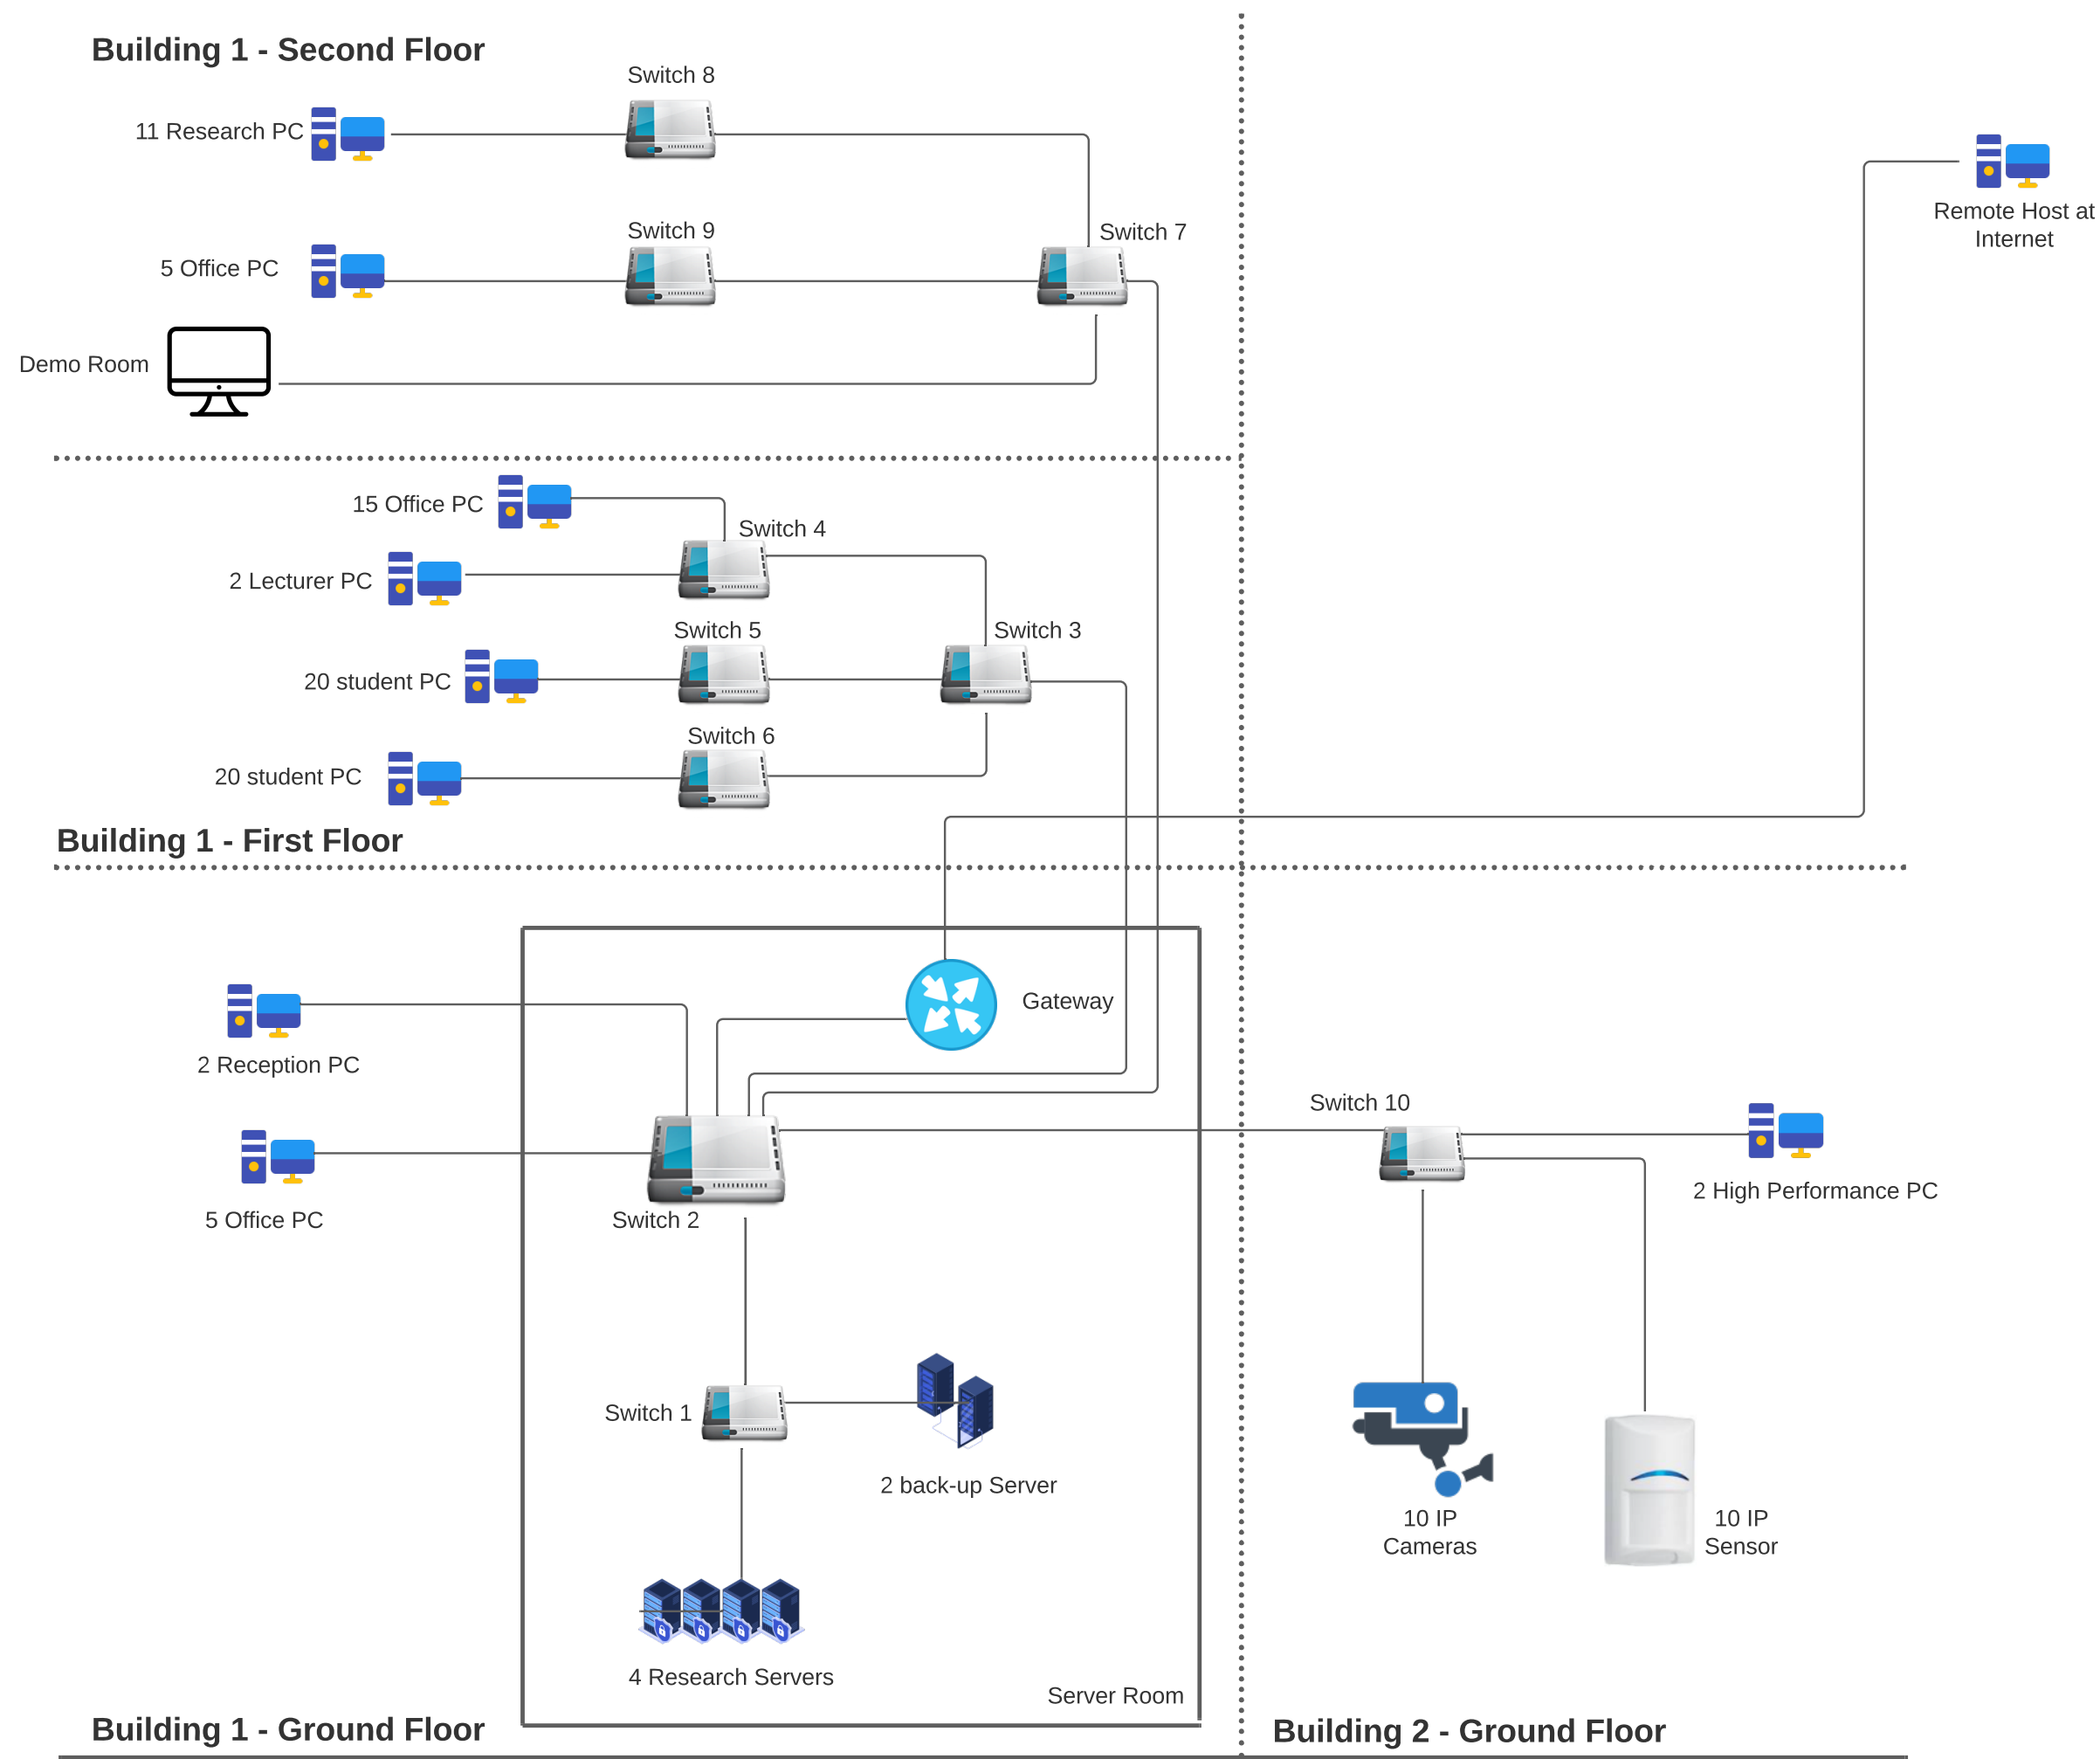 Building 1 - Second Floor
Switch 8
11 Research PC
Switch 9
Switch 7
5 Office PC
Demo Room
Remote Host at
Internet
15 Office PC
Switch 4
2 Lecturer PC
Switch 5
Switch 3
20 student PC
Switch 6
20 student PC
Building 1 - First Floor
Gateway
2 Reception PC
Switch 10
2 High Performance PC
5 Office PC
Switch 2
Switch 1
2 back-up Server
10 IP
Cameras
10 IP
Sensor
4 Research Servers
Server Room
Building 1 - Ground Floor
Building 2 - Ground Floor